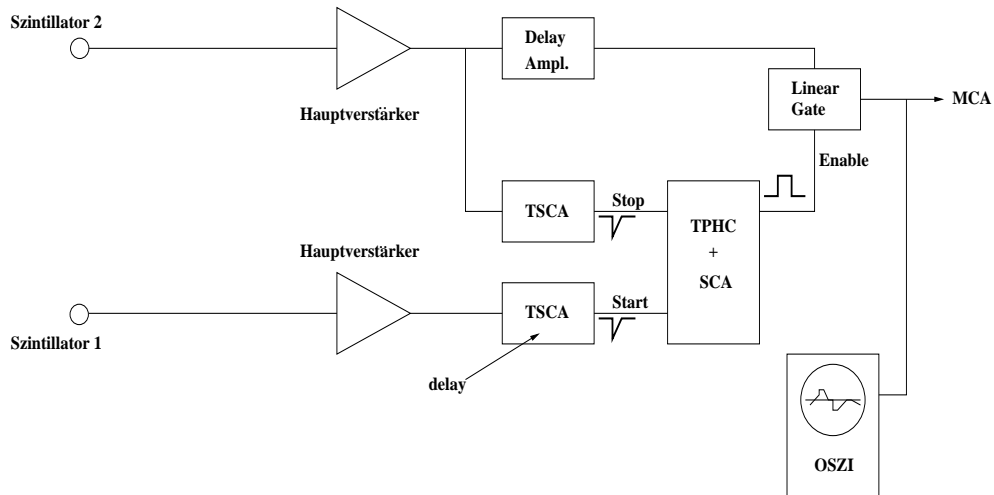 Szintillator 2
Delay
Ampl.
Linear
Gate
MCA
Hauptverstärker
Enable
TSCA
Stop
TPHC
+
SCA
Hauptverstärker
TSCA
Start
Szintillator 1
delay
OSZI